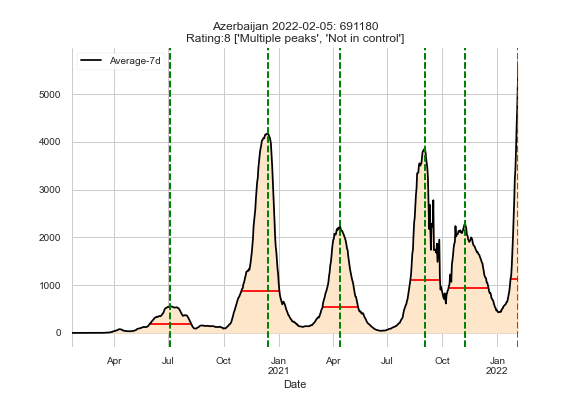 Azerbaijan 2022-02-05: 691180
Rating:8 ['Multiple peaks', 'Not in control']
Average-7d
5000
4000
3000
2000
1000
0
Apr Jul Oct Jan Apr Jul Oct Jan
2021 2022
Date